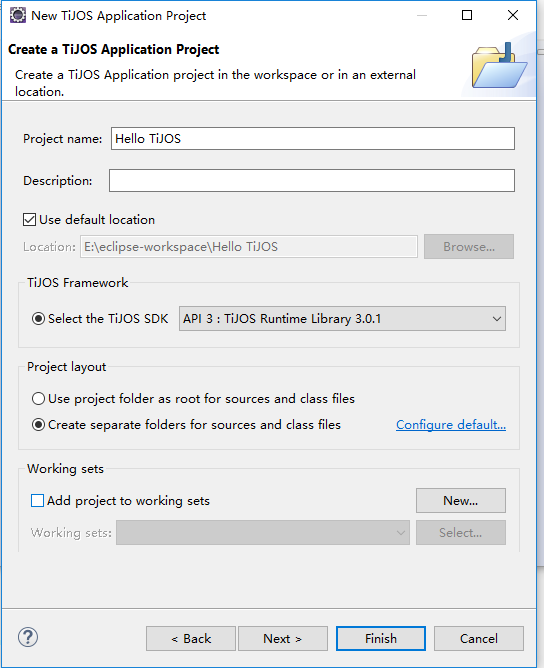 New TiJOS Application Project
Create a TiJOS Application Project
Create a TiJOS Application project in the workspace or in an external
location.
Project name: Hello TiJOS
Description:
Use default location
Location: E:\eclipse-workspace\Hello TiJOS Browse...
TiJOS Framework
Select the TiJOS SDK API 3 : TiJOS Runtime Library 3.0.1
Project layout
Use project folder as root for sources and class files
Create separate folders for sources and class files Configure default...
Working sets
Add project to working sets New...
Working sets: Select...
? < Back Next > Finish Cancel